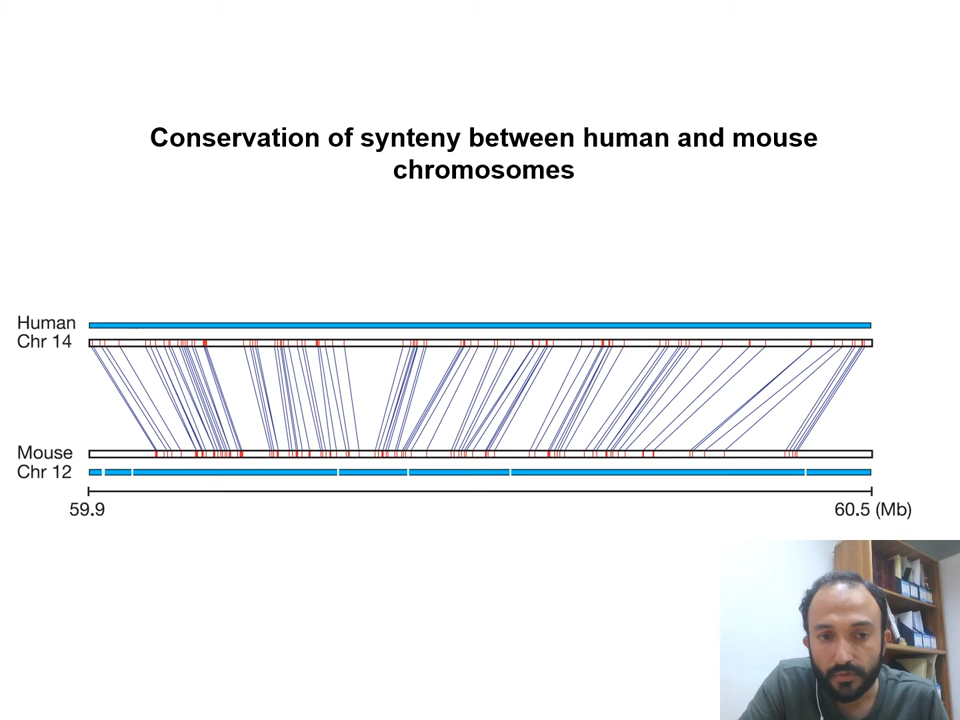 Conservation of synteny between human and mouse
chromosomes
Human
Chr 14
Mouse
Chr 12
59.9 60.5 (Mb)